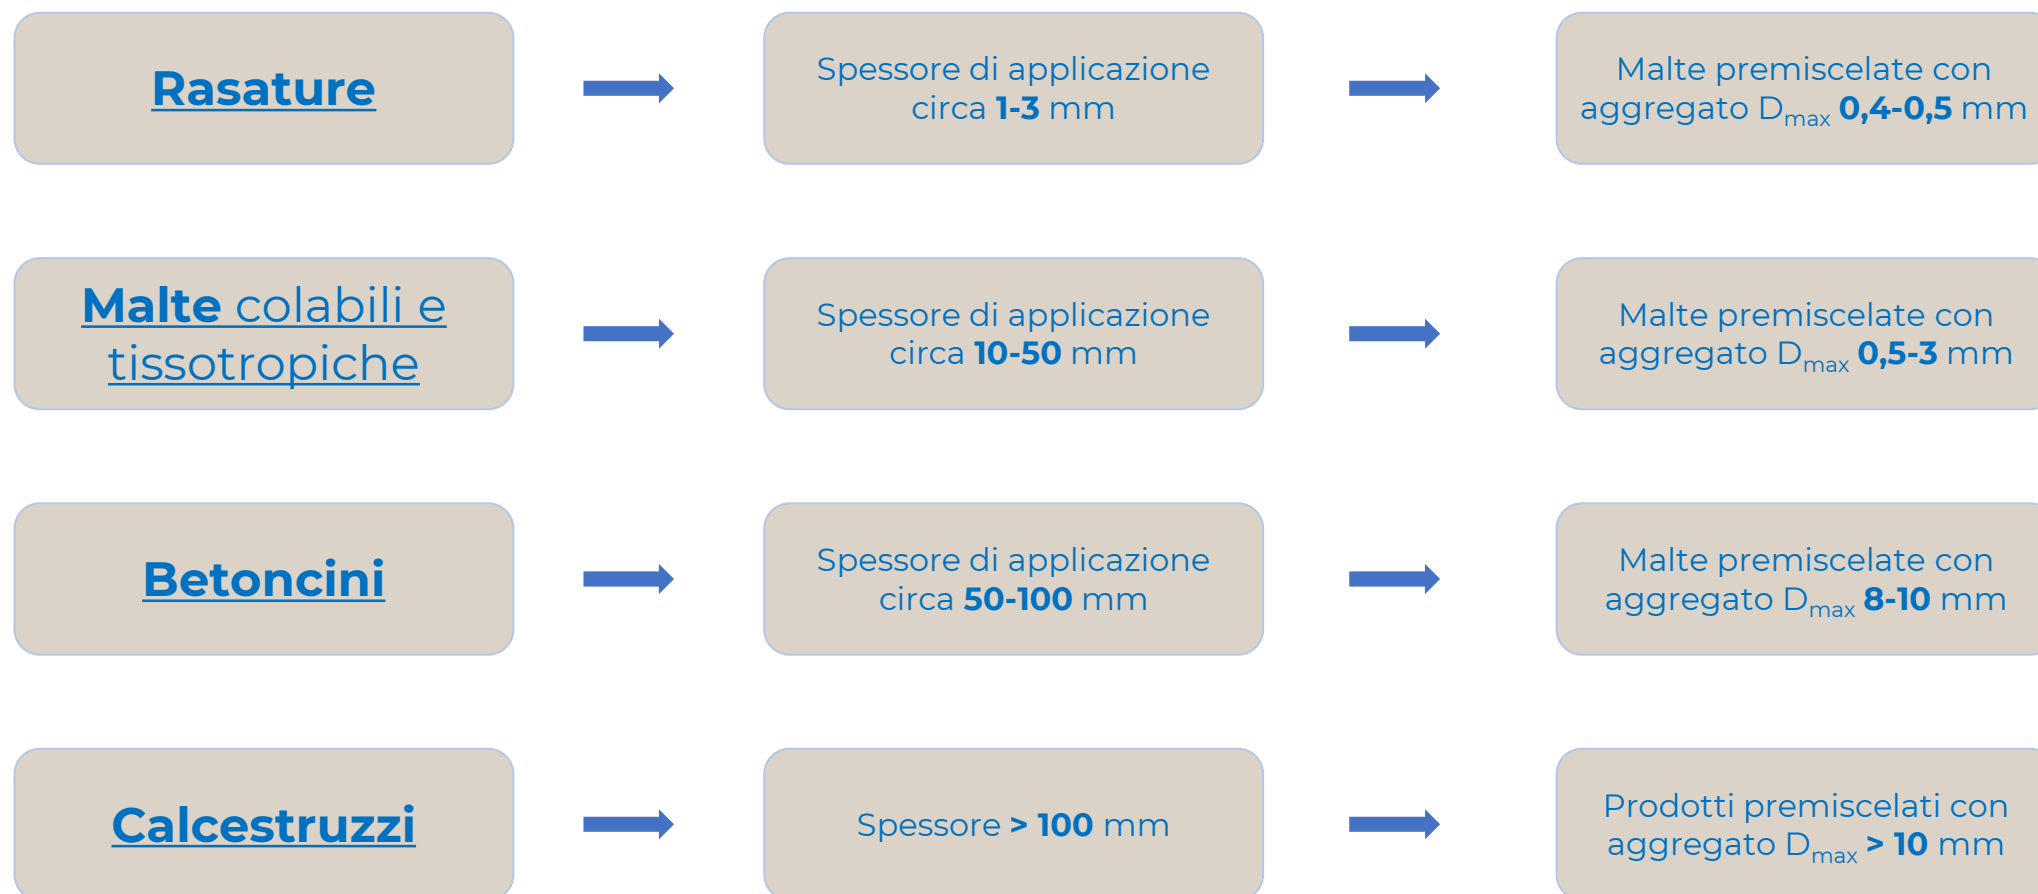 Rasature
Spessore di applicazione
circa 1-3 mm
Malte premiscelate con
aggregato Dmax 0,4-0,5 mm
Malte colabili e
tissotropiche
Spessore di applicazione
circa 10-50 mm
Malte premiscelate con
aggregato Dmax 0,5-3 mm
Betoncini
Spessore di applicazione
circa 50-100 mm
Malte premiscelate con
aggregato Dmax 8-10 mm
Calcestruzzi
Spessore > 100 mm
Prodotti premiscelati con
aggregato Dmax > 10 mm